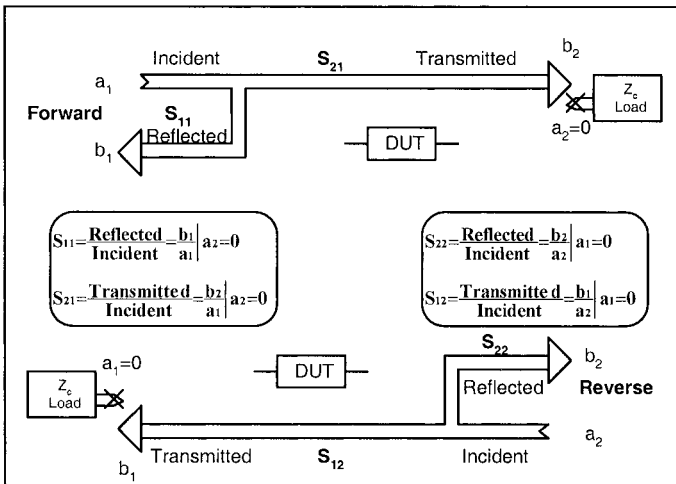 Incident S₂₁ Transmitted b₂
a₁
Z꜀ Load
Forward S₁₁ a₂=0
Reflected
b₁
DUT
S₁₁=Reflected/Incident=b₁/a₁|a₂=0
S₂₁=Transmitted/Incident=b₂/a₁|a₂=0
S₂₂=Reflected/Incident=b₂/a₂|a₁=0
S₁₂=Transmitted/Incident=b₁/a₂|a₁=0
a₁=0
DUT
S₂₂
b₂
Z꜀ Load
Reflected Reverse
a₂
b₁ Transmitted S₁₂ Incident